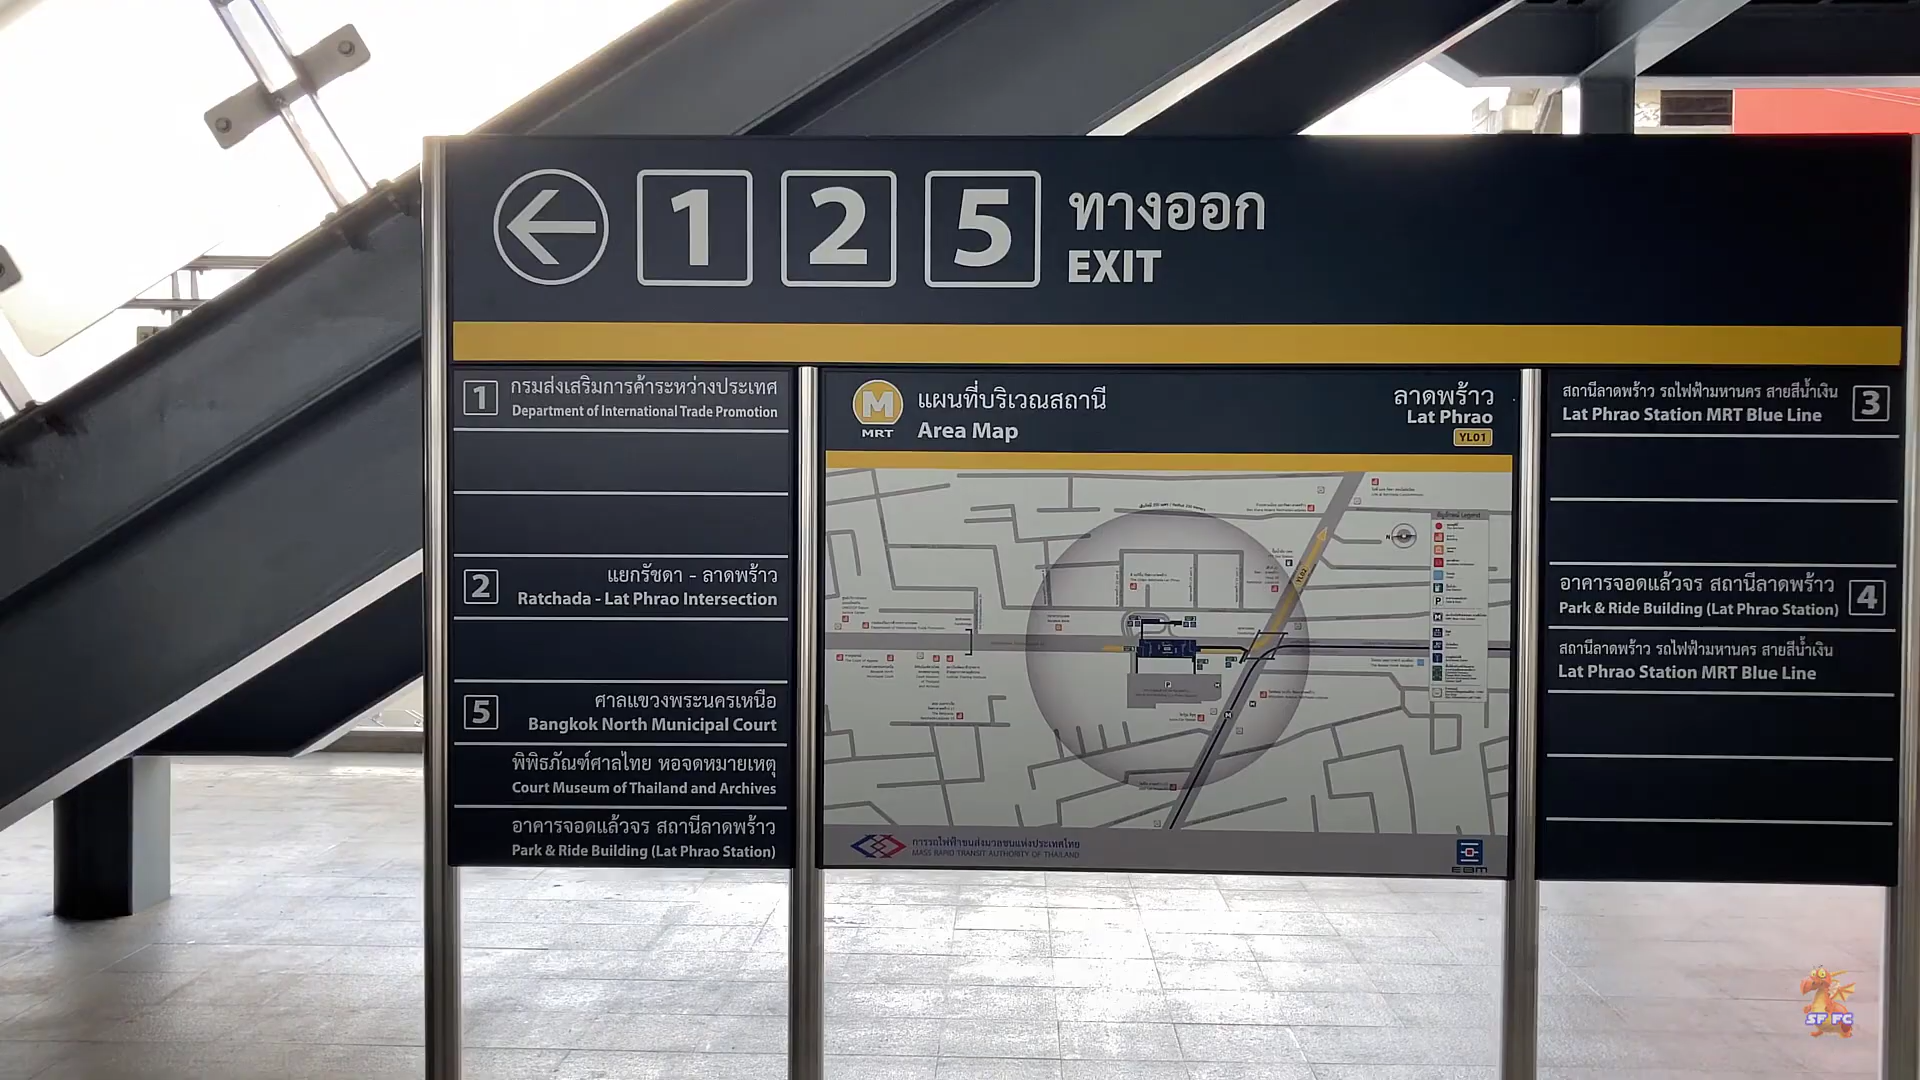 1 2 5 ทางออก
EXIT
1 กรมส่งเสริมการค้าระหว่างประเทศ
Department of International Trade Promotion
2 แยกรัชดา - ลาดพร้าว
Ratchada - Lat Phrao Intersection
5 ศาลแขวงพระนครเหนือ
Bangkok North Municipal Court
พิพิธภัณฑ์ศาลไทย หอจดหมายเหตุ
Court Museum of Thailand and Archives
อาคารจอดแล้วจร สถานีลาดพร้าว
Park & Ride Building (Lat Phrao Station)
M
MRT
แผนที่บริเวณสถานี
Area Map
ลาดพร้าว
Lat Phrao
YL01
YL02
การรถไฟฟ้าขนส่งมวลชนแห่งประเทศไทย
MASS RAPID TRANSIT AUTHORITY OF THAILAND
EBM
สถานีลาดพร้าว รถไฟฟ้ามหานคร สายสีน้ำเงิน 3
Lat Phrao Station MRT Blue Line
อาคารจอดแล้วจร สถานีลาดพร้าว 4
Park & Ride Building (Lat Phrao Station)
สถานีลาดพร้าว รถไฟฟ้ามหานคร สายสีน้ำเงิน
Lat Phrao Station MRT Blue Line
SF FC